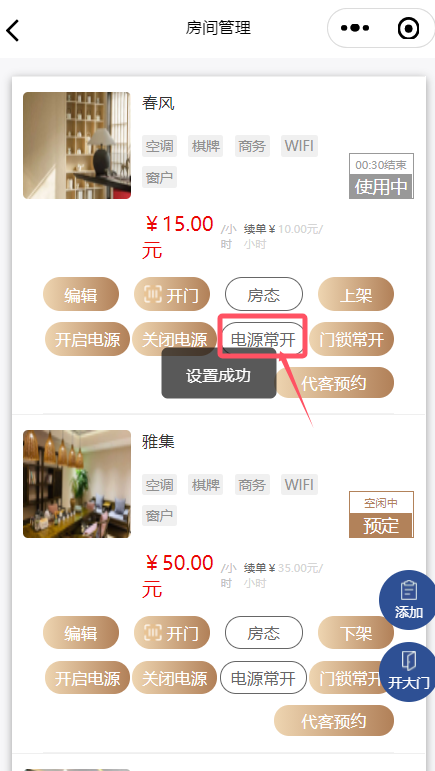 房间管理
春风
空调 棋牌 商务 WIFI
窗户
00:30结束
使用中
￥15.00 /小时 续单￥10.00元/小时
元
编辑 开门 房态 上架
开启电源 关闭电源 电源常开 门锁常开
设置成功 代客预约
雅集
空调 棋牌 商务 WIFI
窗户
空闲中
预定
￥50.00 /小时 续单￥35.00元/小时
元
添加
编辑 开门 房态 下架
开启电源 关闭电源 电源常开 门锁常开
开大门
代客预约